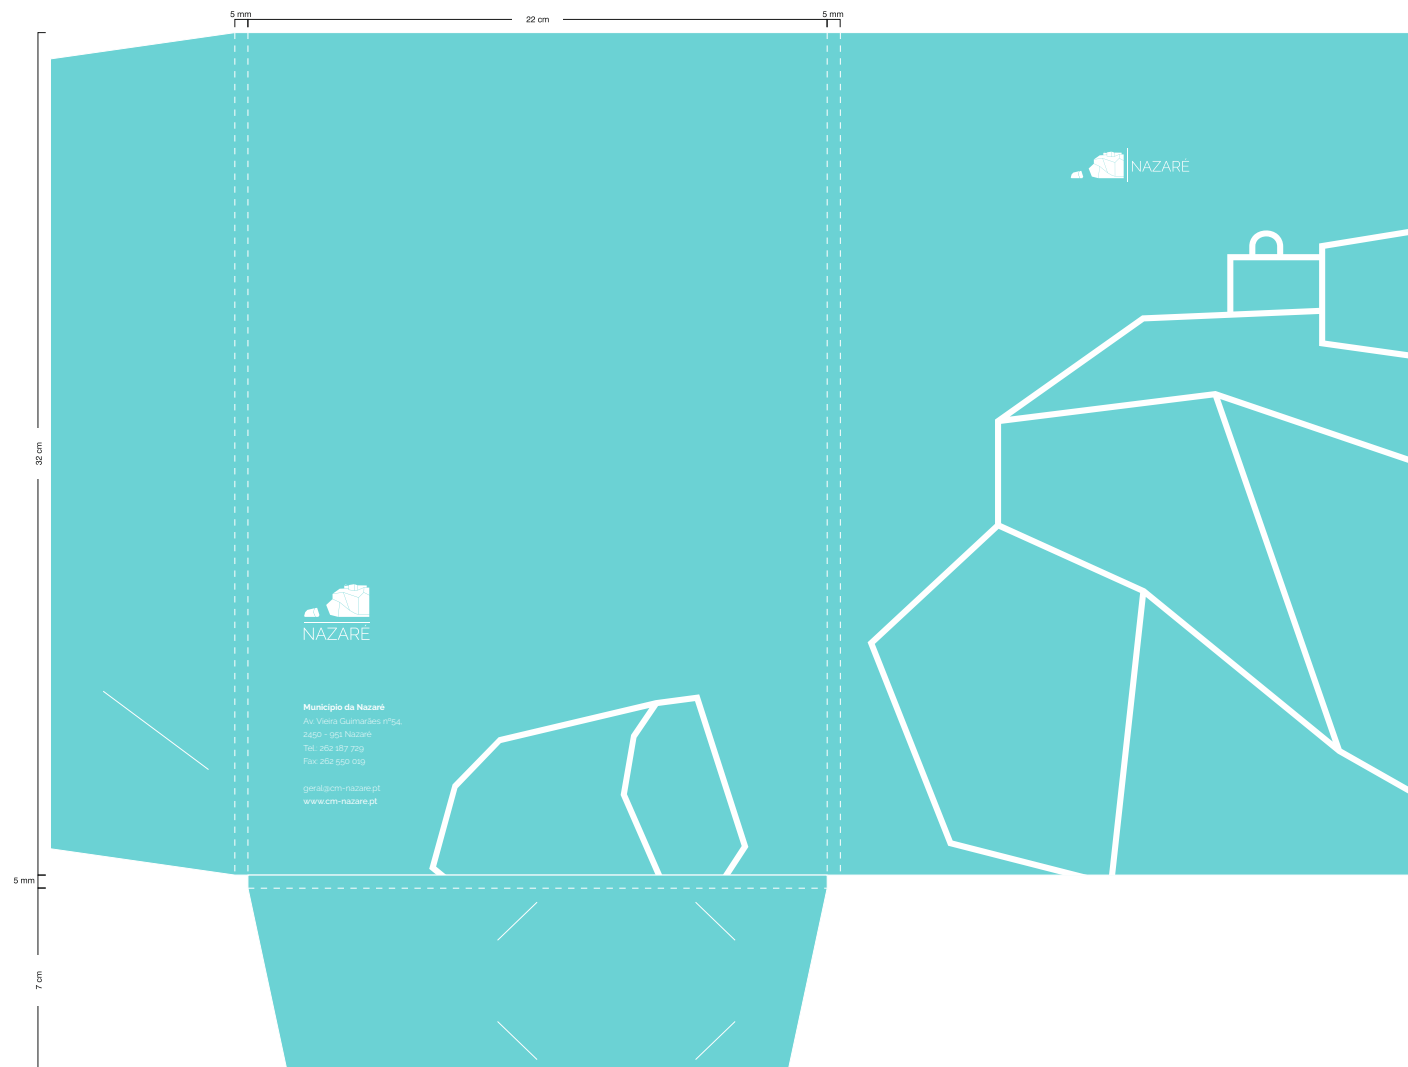 5 mm
22 cm
5 mm
NAZARÉ
32 cm
NAZARÉ
Município da Nazaré
Av. Vieira Guimarães nº54,
2450 - 951 Nazaré
Tel.: 262 187 729
Fax: 262 550 019
geral@cm-nazare.pt
www.cm-nazare.pt
5 mm
7 cm